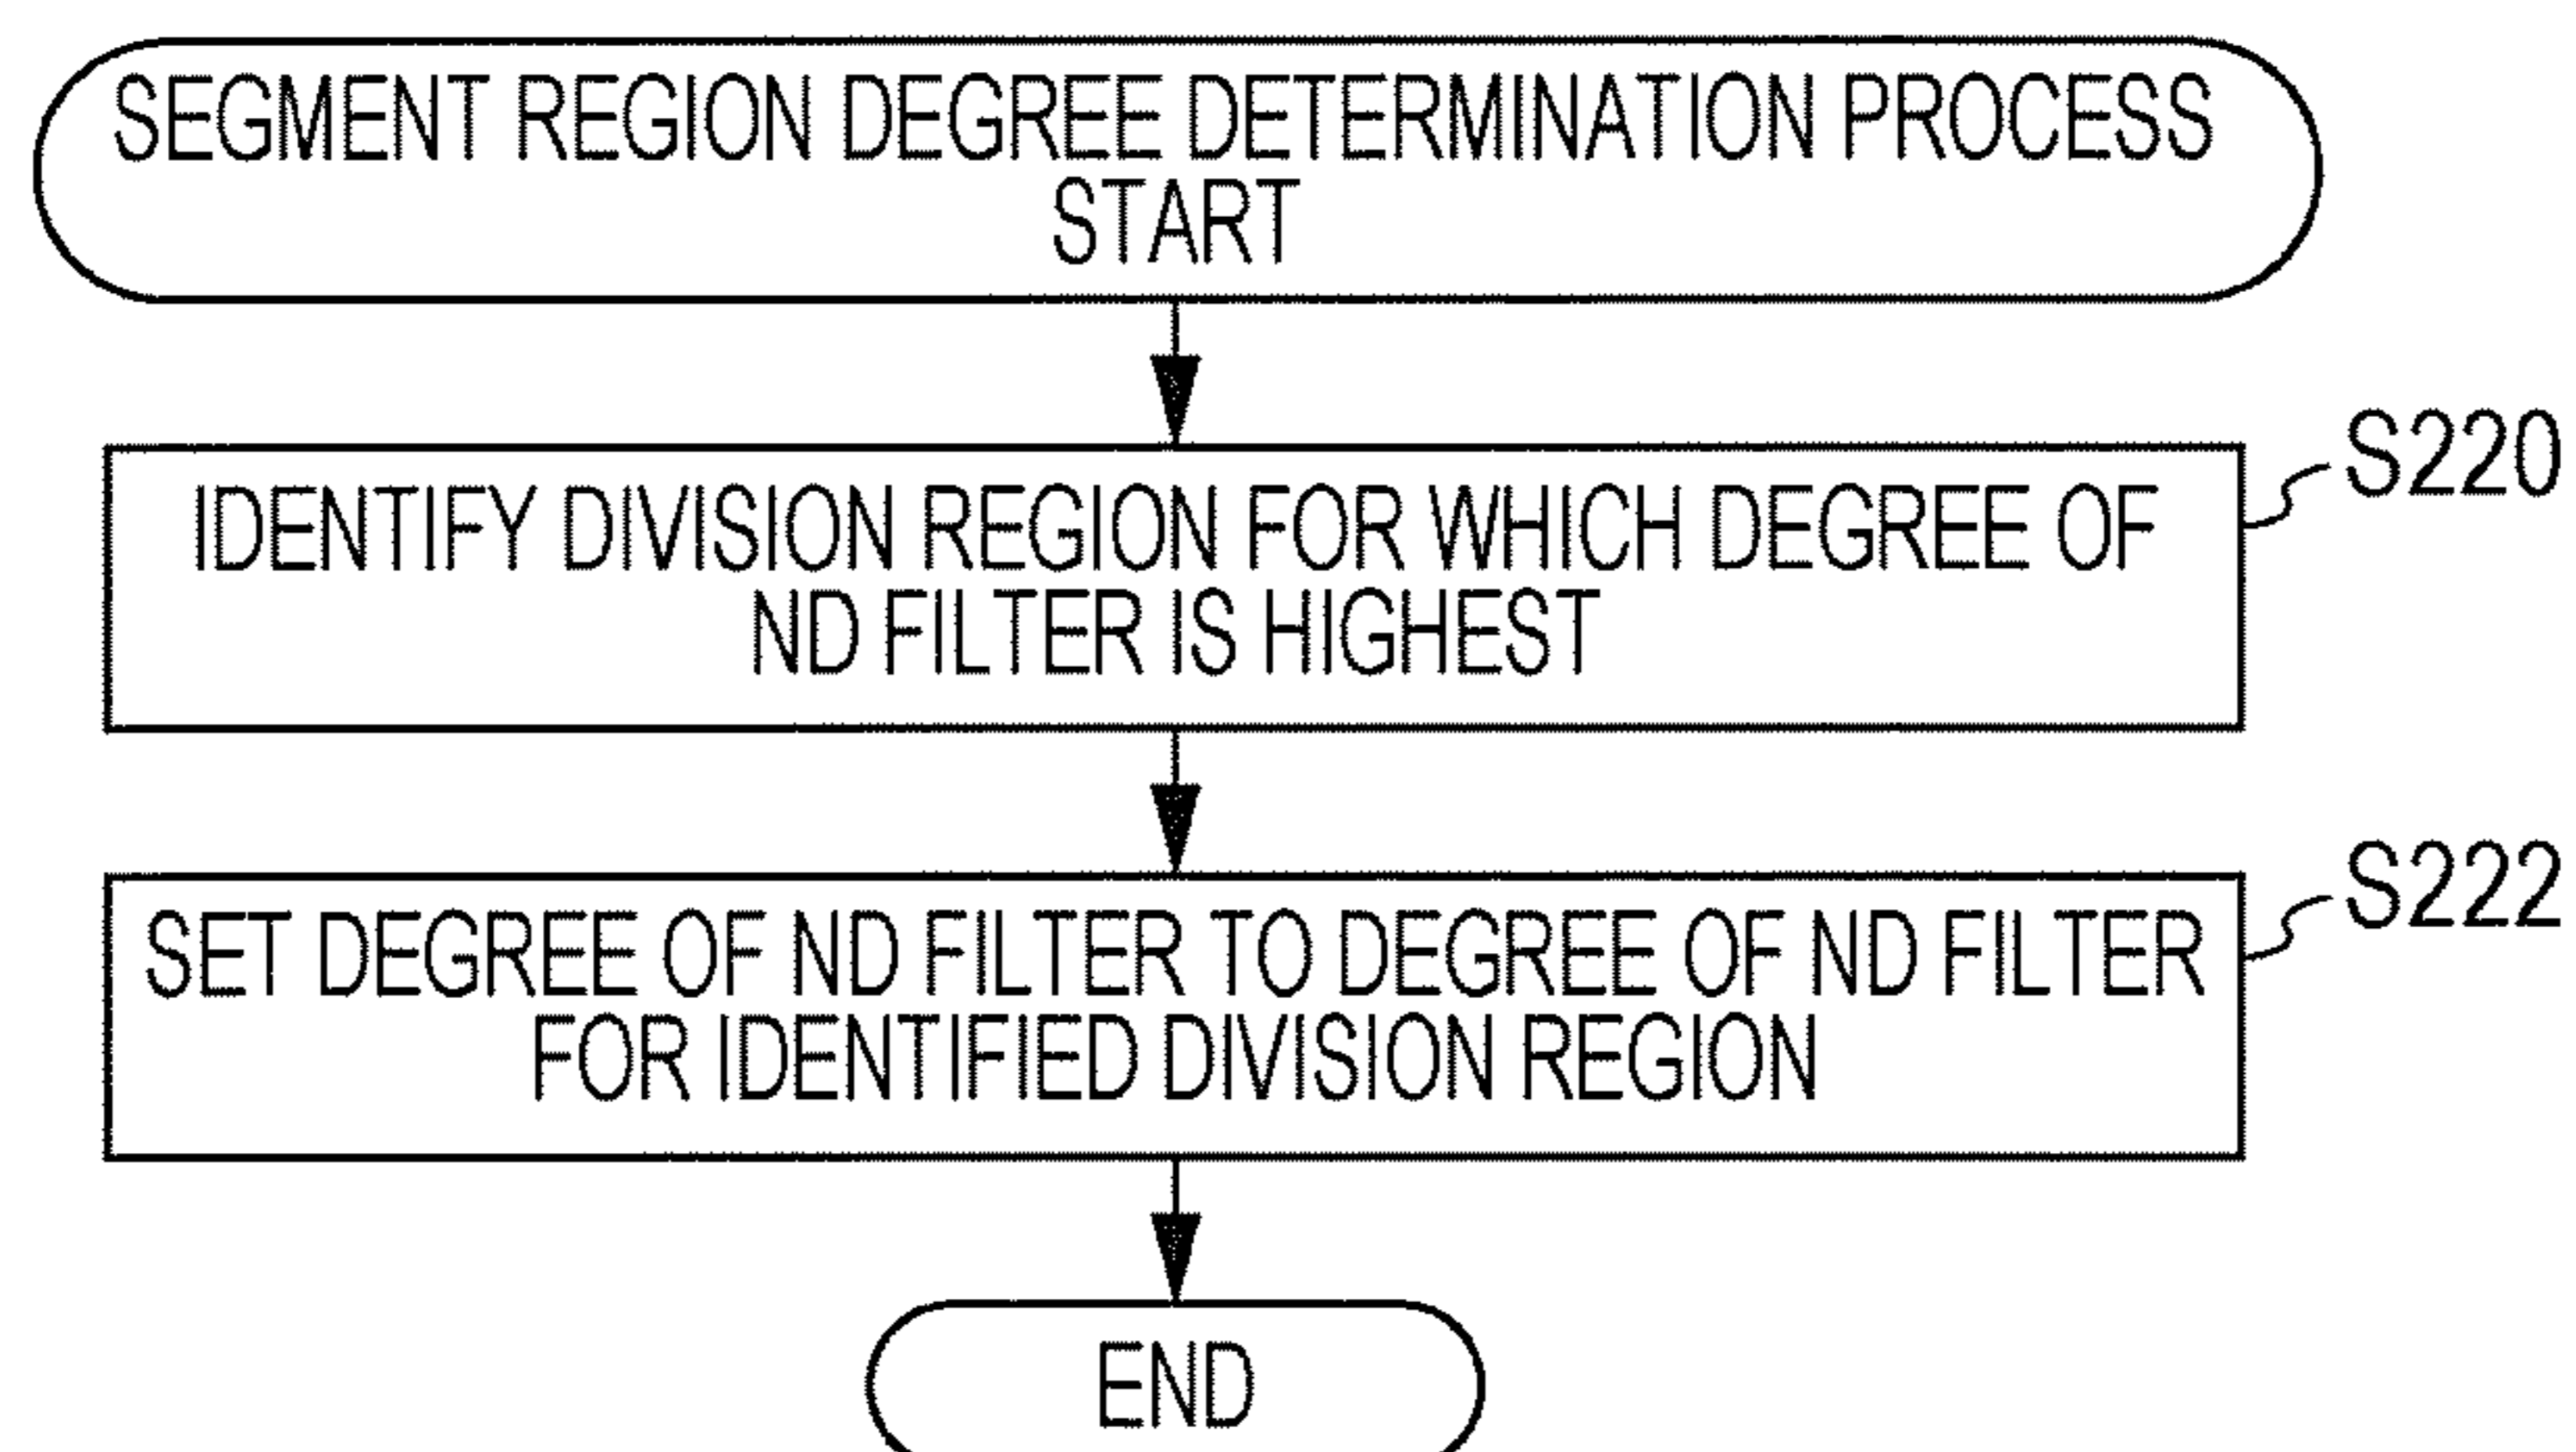 SEGMENT REGION DEGREE DETERMINATION PROCESS
START
S220
IDENTIFY DIVISION REGION FOR WHICH DEGREE OF
ND FILTER IS HIGHEST
S222
SET DEGREE OF ND FILTER TO DEGREE OF ND FILTER
FOR IDENTIFIED DIVISION REGION
END